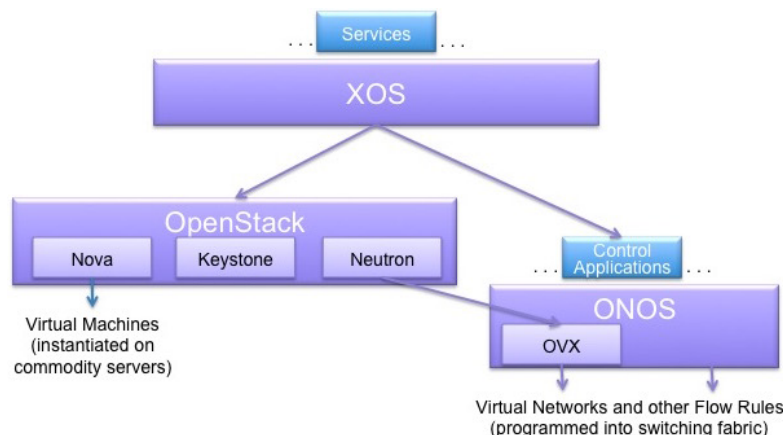 ... Services ...
XOS
OpenStack
Nova Keystone Neutron
Control
... Applications ...
ONOS
OVX
Virtual Machines
(instantiated on
commodity servers)
Virtual Networks and other Flow Rules
(programmed into switching fabric)